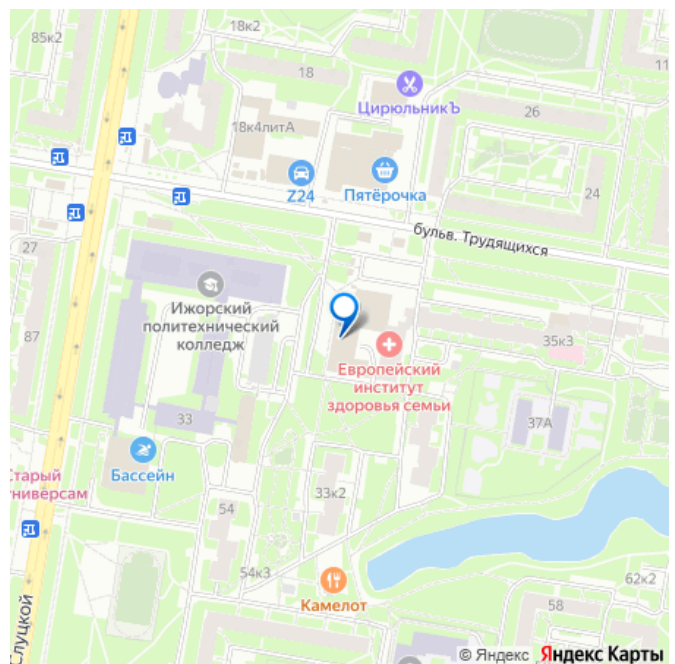 85к2
18к2
18
11
ЦирюльникЪ
26
18к4литА
Z24
Пятёрочка
24
бульв. Трудящихся
27
Ижорский
политехнический
колледж
87
35к3
Европейский
институт
здоровья семьи
33
37А
Бассейн
Старый
универсам
33к2
54
54к3
62к2
Камелот
58
Слуцкой
© Яндекс Яндекс Карты